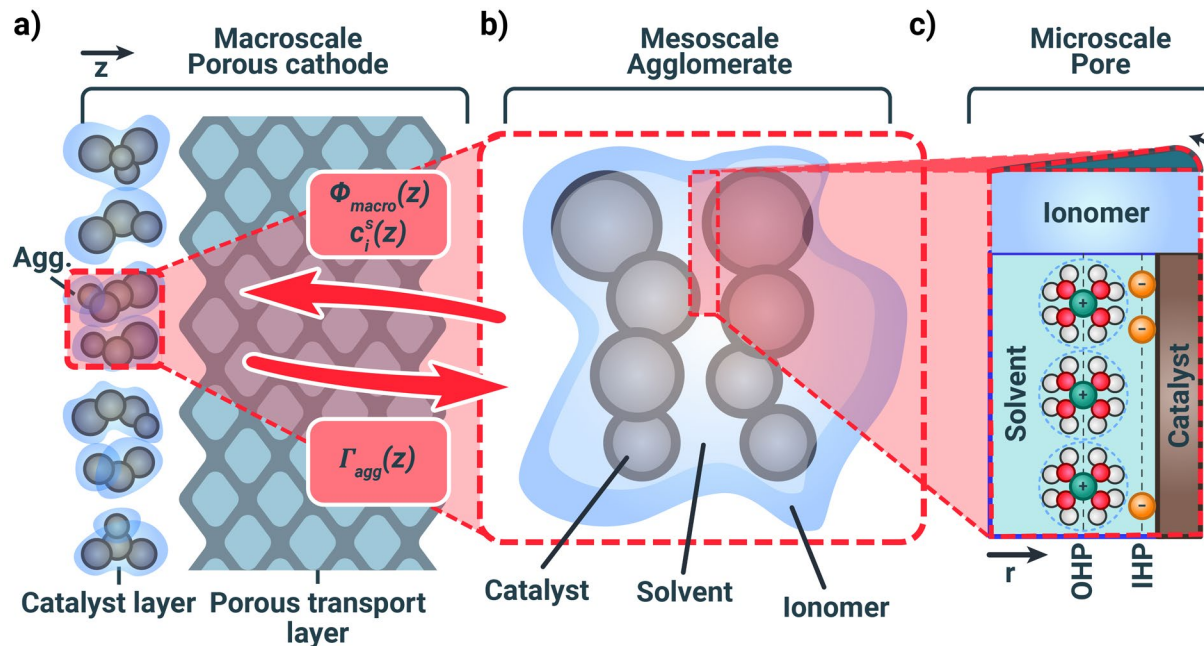 a)
z
Macroscale
Porous cathode
b)
Mesoscale
Agglomerate
c)
Microscale
Pore
Φmacro(z)
cᵢˢ(z)
Agg.
Γagg(z)
Catalyst layer
Porous transport
layer
Catalyst
Solvent
Ionomer
Ionomer
Solvent
+
+
+
-
-
-
Catalyst
r
OHP
IHP